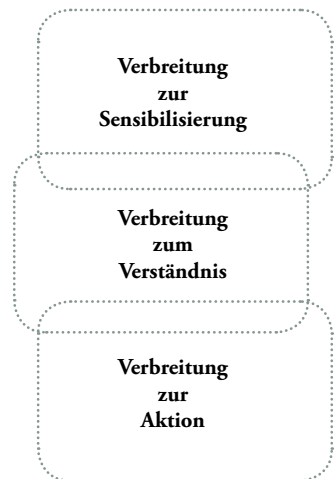 Verbreitung
zur
Sensibilisierung
Verbreitung
zum
Verständnis
Verbreitung
zur
Aktion